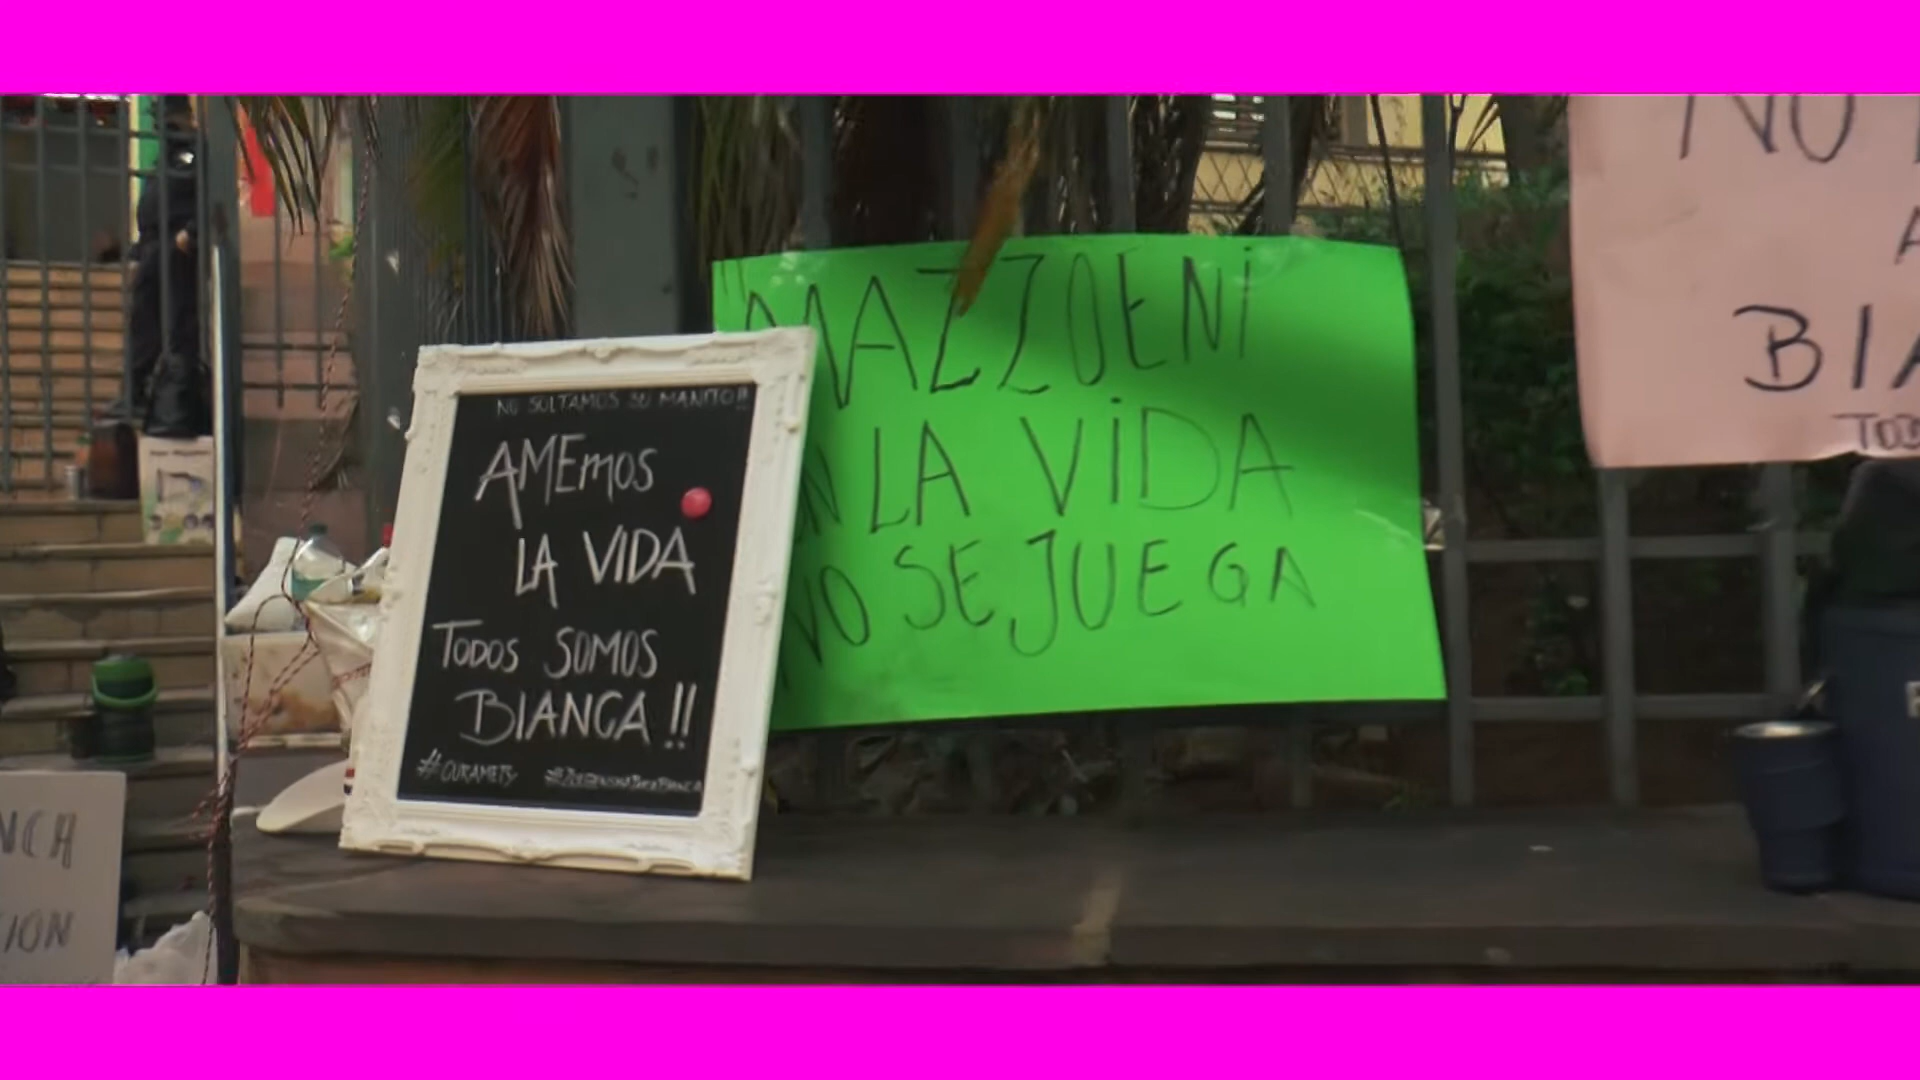 NO SOLTAMOS SU MANITO!!
AMEmos
LA VIDA
TODOS SOMOS
BIANCA !!
MAZZOENi
LA ViDA
NO SE JUEGA
NO
BIA
NCA
ION